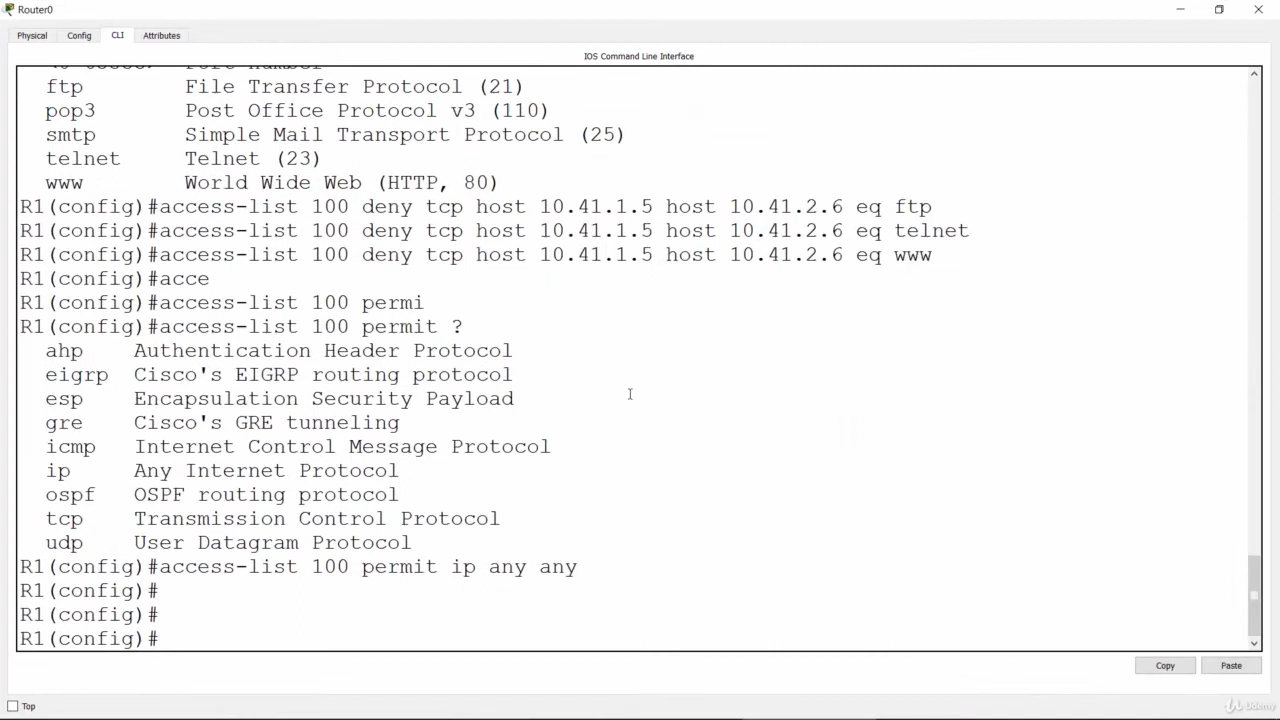 Router0
Physical Config CLI Attributes
IOS Command Line Interface
ftp File Transfer Protocol (21)
pop3 Post Office Protocol v3 (110)
smtp Simple Mail Transport Protocol (25)
telnet Telnet (23)
www World Wide Web (HTTP, 80)
R1(config)#access-list 100 deny tcp host 10.41.1.5 host 10.41.2.6 eq ftp
R1(config)#access-list 100 deny tcp host 10.41.1.5 host 10.41.2.6 eq telnet
R1(config)#access-list 100 deny tcp host 10.41.1.5 host 10.41.2.6 eq www
R1(config)#acce
R1(config)#access-list 100 permi
R1(config)#access-list 100 permit ?
ahp Authentication Header Protocol
eigrp Cisco's EIGRP routing protocol
esp Encapsulation Security Payload
gre Cisco's GRE tunneling
icmp Internet Control Message Protocol
ip Any Internet Protocol
ospf OSPF routing protocol
tcp Transmission Control Protocol
udp User Datagram Protocol
R1(config)#access-list 100 permit ip any any
R1(config)#
R1(config)#
R1(config)#
Copy Paste
Top
Udemy